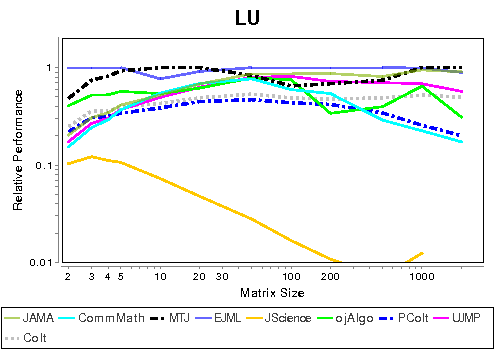 LU
1
0.1
0.01
Relative Performance
2 3 4 5 10 20 30 100 200 1000
Matrix Size
JAMA CommMath MTJ EJML JScience ojAlgo PColt UJMP
Colt